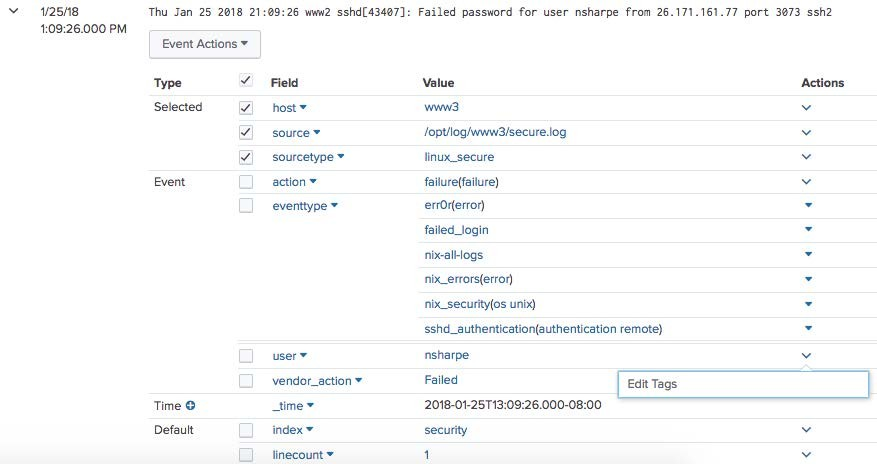 1/25/18 Thu Jan 25 2018 21:09:26 www2 sshd[43407]: Failed password for user nsharpe from 26.171.161.77 port 3073 ssh2
1:09:26.000 PM
Event Actions
Type Field Value Actions
Selected host www3
source /opt/log/www3/secure.log
sourcetype linux_secure
Event action failure(failure)
eventtype err0r(error)
failed_login
nix-all-logs
nix_errors(error)
nix_security(os unix)
sshd_authentication(authentication remote)
user nsharpe
vendor_action Failed
Edit Tags
Time _time 2018-01-25T13:09:26.000-08:00
Default index security
linecount 1